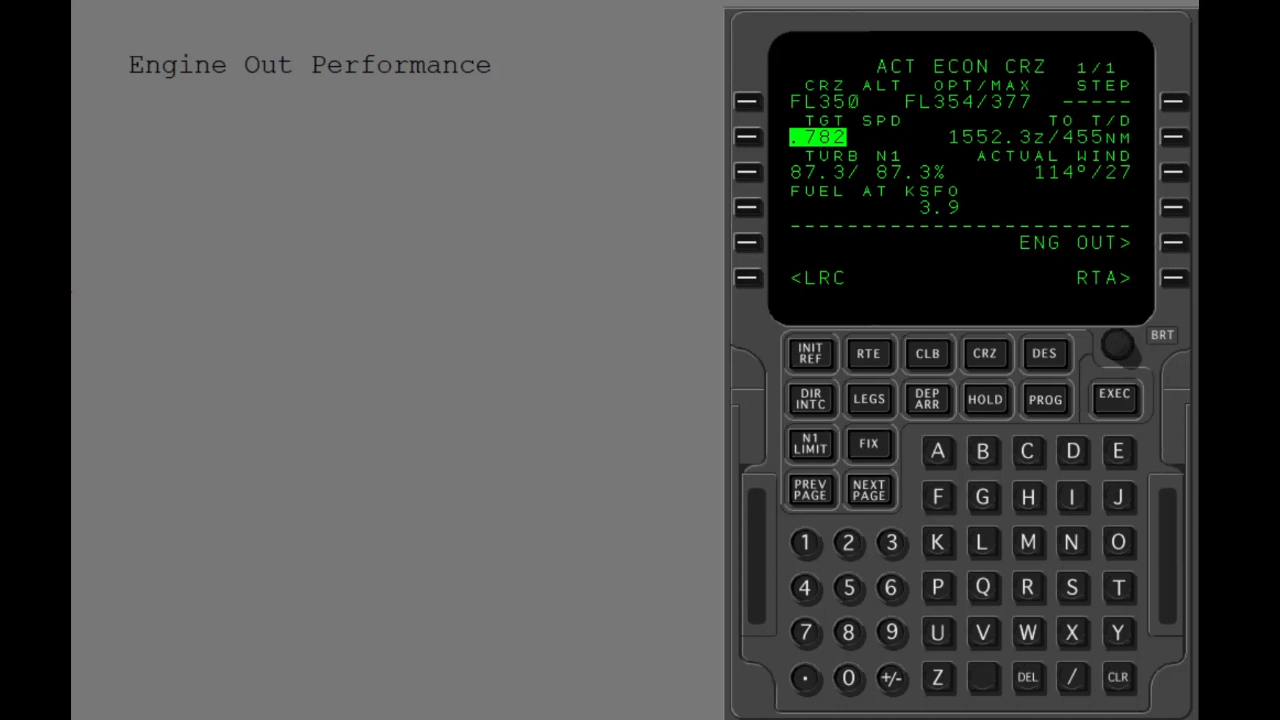 Engine Out Performance
ACT ECON CRZ 1/1
CRZ ALT OPT/MAX STEP
FL350 FL354/377 -----
TGT SPD TO T/D
.782 1552.3z/455NM
TURB N1 ACTUAL WIND
87.3/ 87.3% 114º/27
FUEL AT KSFO
3.9
------------------------
ENG OUT>
<LRC RTA>
BRT
INIT REF RTE CLB CRZ DES
DIR INTC LEGS DEP ARR HOLD PROG EXEC
N1 LIMIT FIX
A B C D E
PREV PAGE NEXT PAGE
F G H I J
1 2 3 K L M N O
4 5 6 P Q R S T
7 8 9 U V W X Y
. 0 +/- Z DEL / CLR